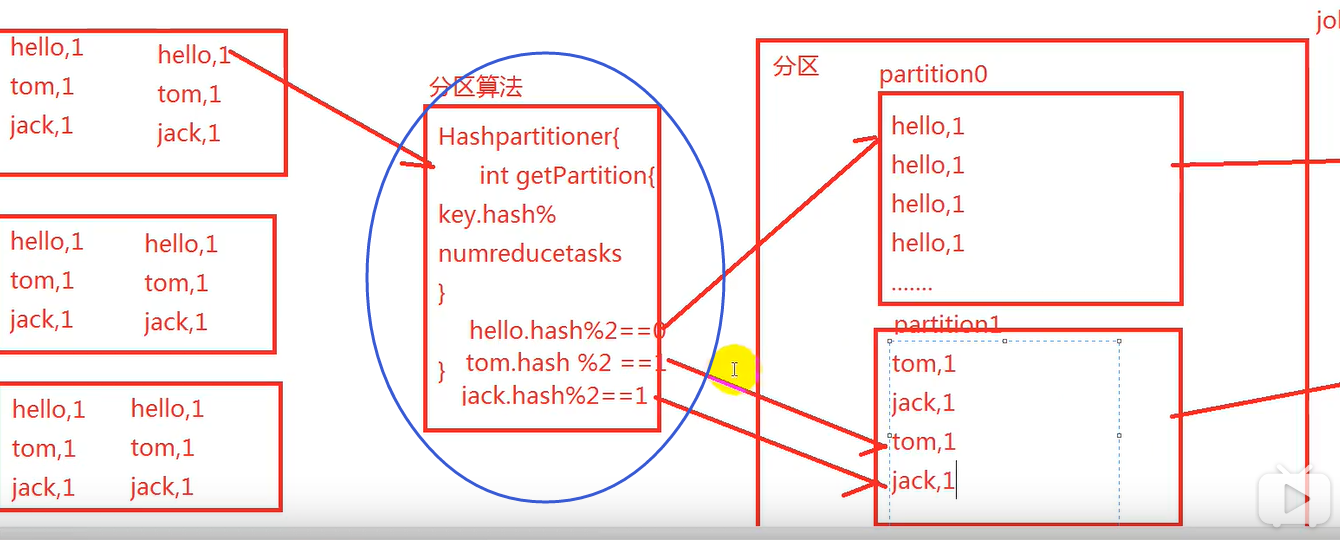 hello,1 hello,1
tom,1 tom,1
jack,1 jack,1
hello,1 hello,1
tom,1 tom,1
jack,1 jack,1
hello,1 hello,1
tom,1 tom,1
jack,1 jack,1
分区算法
Hashpartitioner{
int getPartition{
key.hash%
numreducetasks
}
hello.hash%2==0
} tom.hash %2 ==1
jack.hash%2==1
分区
partition0
hello,1
hello,1
hello,1
hello,1
.......
partition1
tom,1
jack,1
tom,1
jack,1